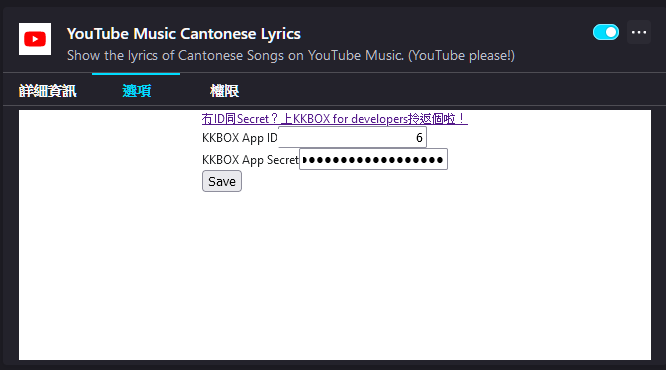 YouTube Music Cantonese Lyrics
Show the lyrics of Cantonese Songs on YouTube Music. (YouTube please!)
詳細資訊 選項 權限
冇ID同Secret？上KKBOX for developers拎返個啦！
KKBOX App ID 6
KKBOX App Secret ●●●●●●●●●●●●●●●●●●
Save